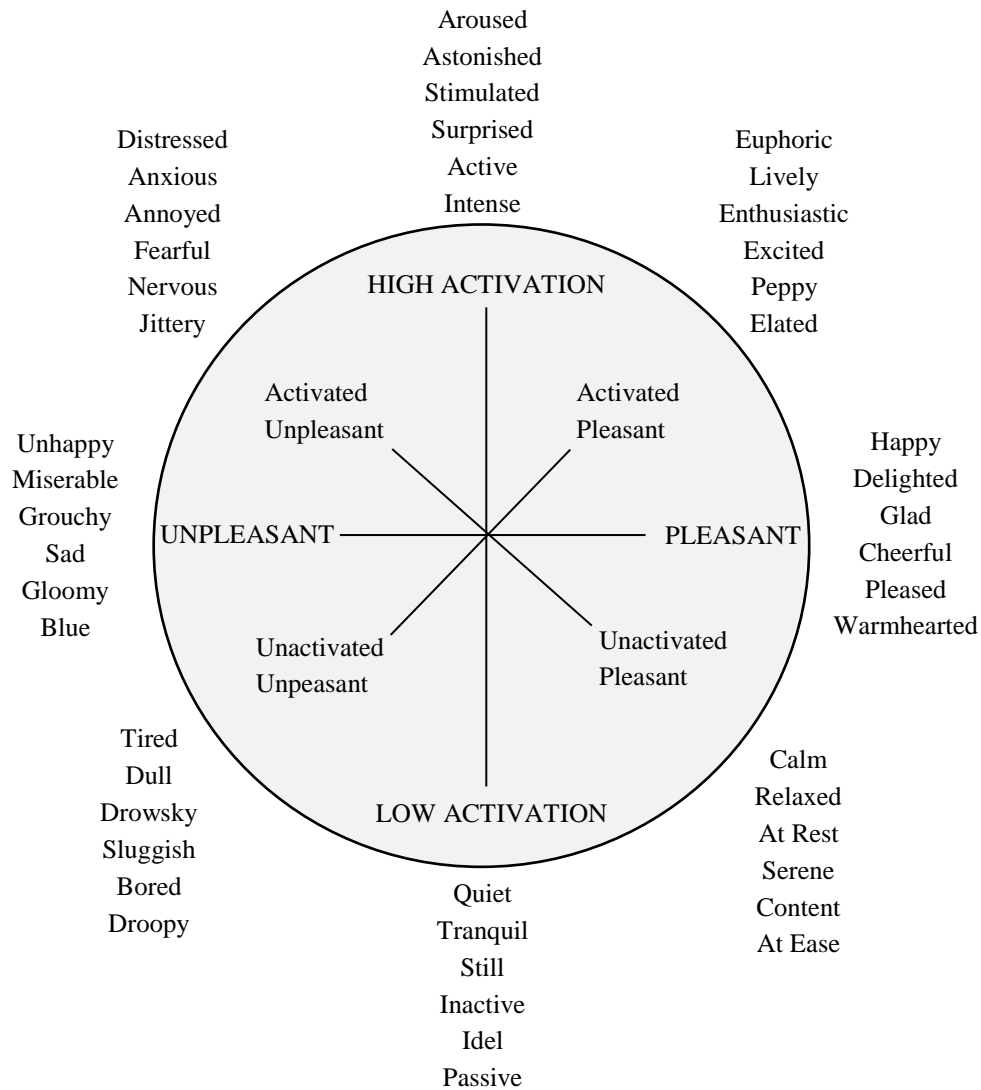 Aroused
Astonished
Stimulated
Surprised
Active
Intense
Distressed
Anxious
Annoyed
Fearful
Nervous
Jittery
Euphoric
Lively
Enthusiastic
Excited
Peppy
Elated
HIGH ACTIVATION
Activated
Unpleasant
Activated
Pleasant
Unhappy
Miserable
Grouchy
Sad
Gloomy
Blue
UNPLEASANT
PLEASANT
Happy
Delighted
Glad
Cheerful
Pleased
Warmhearted
Unactivated
Unpeasant
Unactivated
Pleasant
LOW ACTIVATION
Tired
Dull
Drowsky
Sluggish
Bored
Droopy
Quiet
Tranquil
Still
Inactive
Idel
Passive
Calm
Relaxed
At Rest
Serene
Content
At Ease